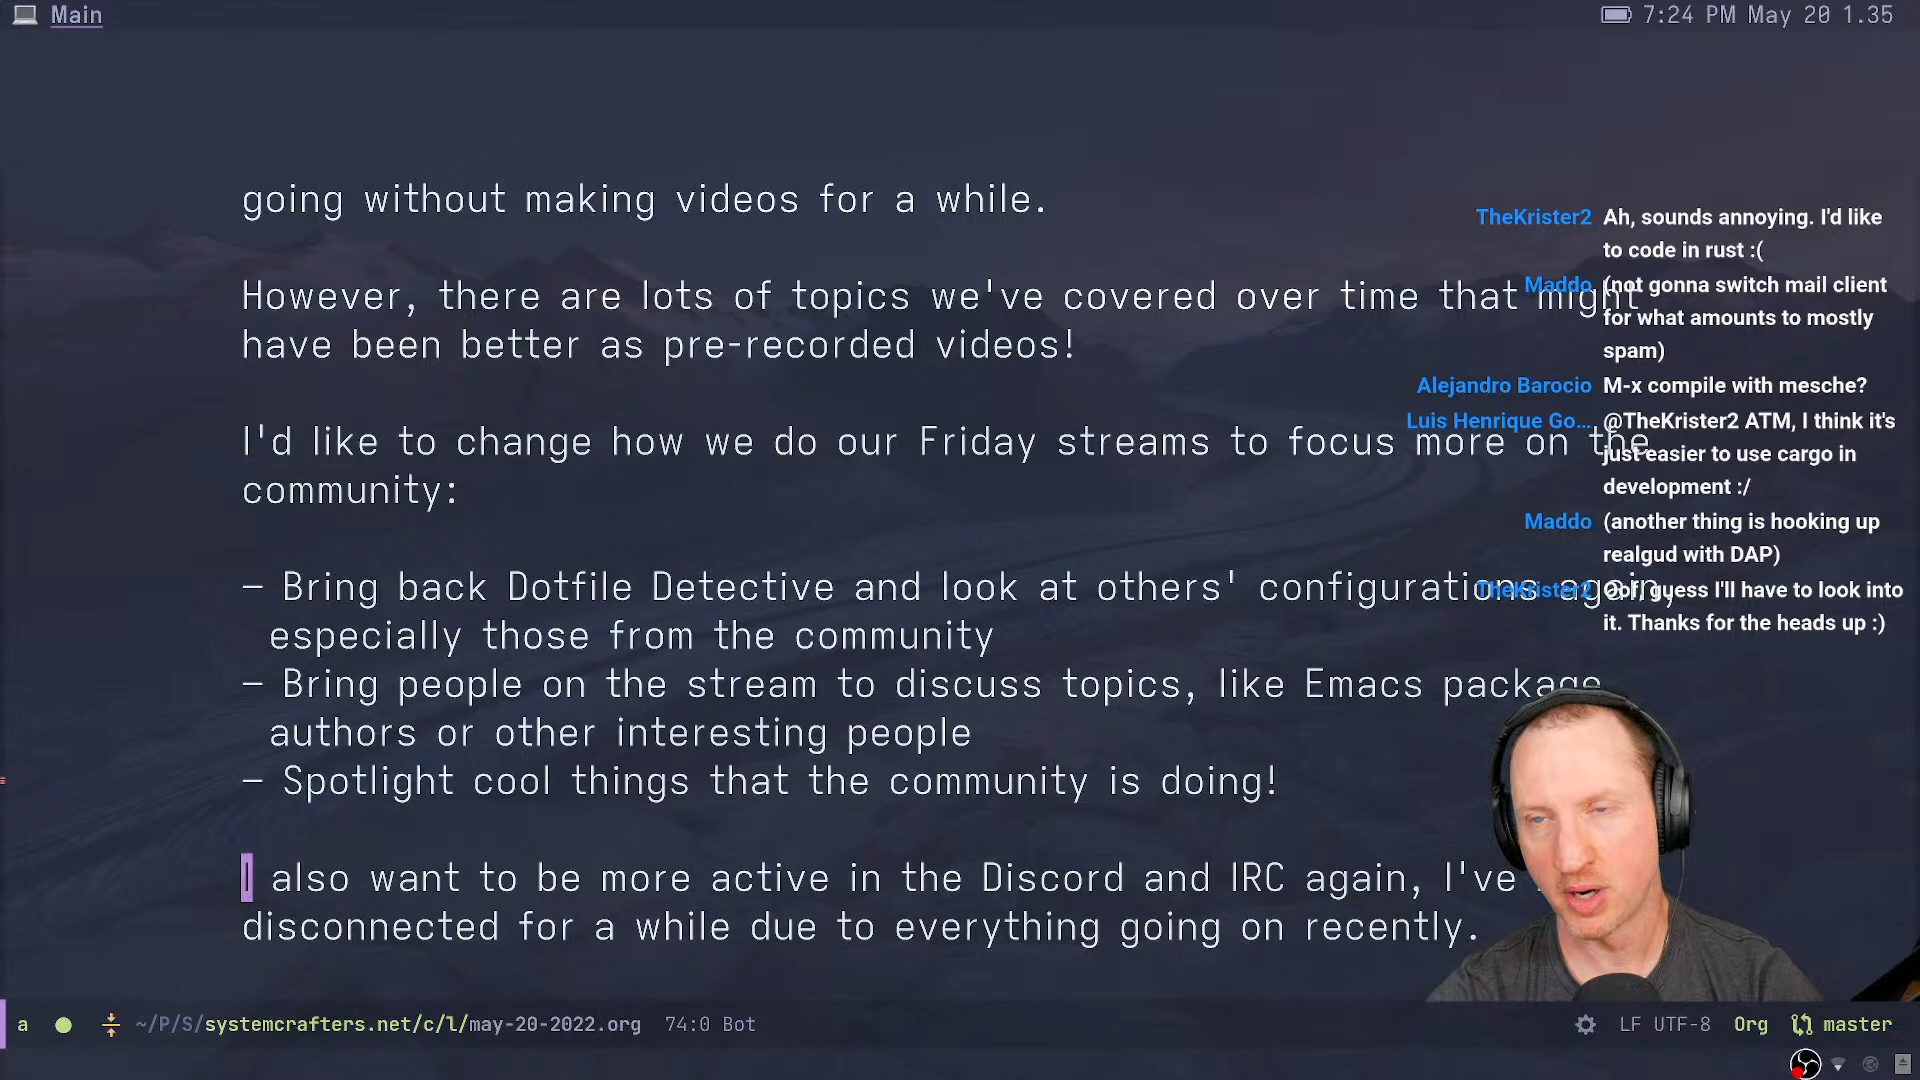 Main
7:24 PM May 20 1.35
going without making videos for a while.
However, there are lots of topics we've covered over time that might
have been better as pre-recorded videos!
I'd like to change how we do our Friday streams to focus more on the
community:
– Bring back Dotfile Detective and look at others' configurations again,
especially those from the community
– Bring people on the stream to discuss topics, like Emacs package
authors or other interesting people
– Spotlight cool things that the community is doing!
I also want to be more active in the Discord and IRC again, I've
disconnected for a while due to everything going on recently.
TheKrister2 Ah, sounds annoying. I'd like
to code in rust :(
Maddo (not gonna switch mail client
for what amounts to mostly
spam)
Alejandro Barocio M-x compile with mesche?
Luis Henrique Go... @TheKrister2 ATM, I think it's
just easier to use cargo in
development :/
Maddo (another thing is hooking up
realgud with DAP)
TheKrister2 Oof, guess I'll have to look into
it. Thanks for the heads up :)
a ~/P/S/systemcrafters.net/c/l/may-20-2022.org 74:0 Bot
LF UTF-8 Org master